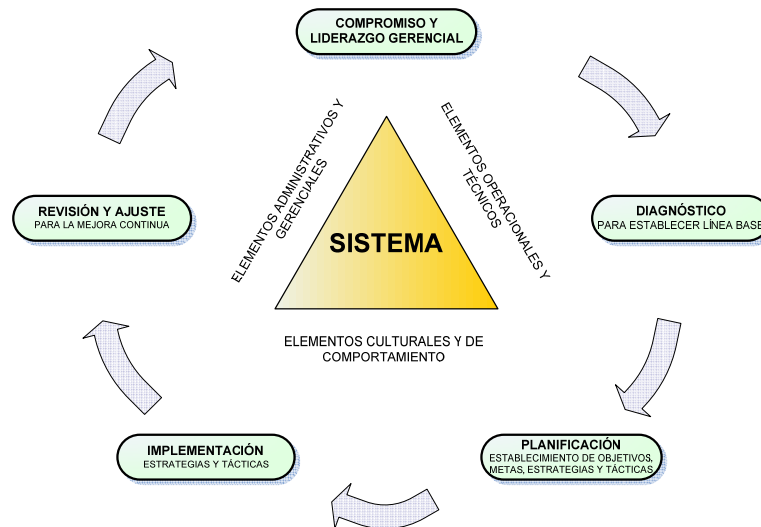 COMPROMISO Y
LIDERAZGO GERENCIAL
ELEMENTOS ADMINISTRATIVOS Y
GERENCIALES
ELEMENTOS OPERACIONALES Y
TÉCNICOS
REVISIÓN Y AJUSTE
PARA LA MEJORA CONTINUA
SISTEMA
DIAGNÓSTICO
PARA ESTABLECER LÍNEA BASE
ELEMENTOS CULTURALES Y DE
COMPORTAMIENTO
IMPLEMENTACIÓN
ESTRATEGIAS Y TÁCTICAS
PLANIFICACIÓN
ESTABLECIMIENTO DE OBJETIVOS,
METAS, ESTRATEGIAS Y TÁCTICAS